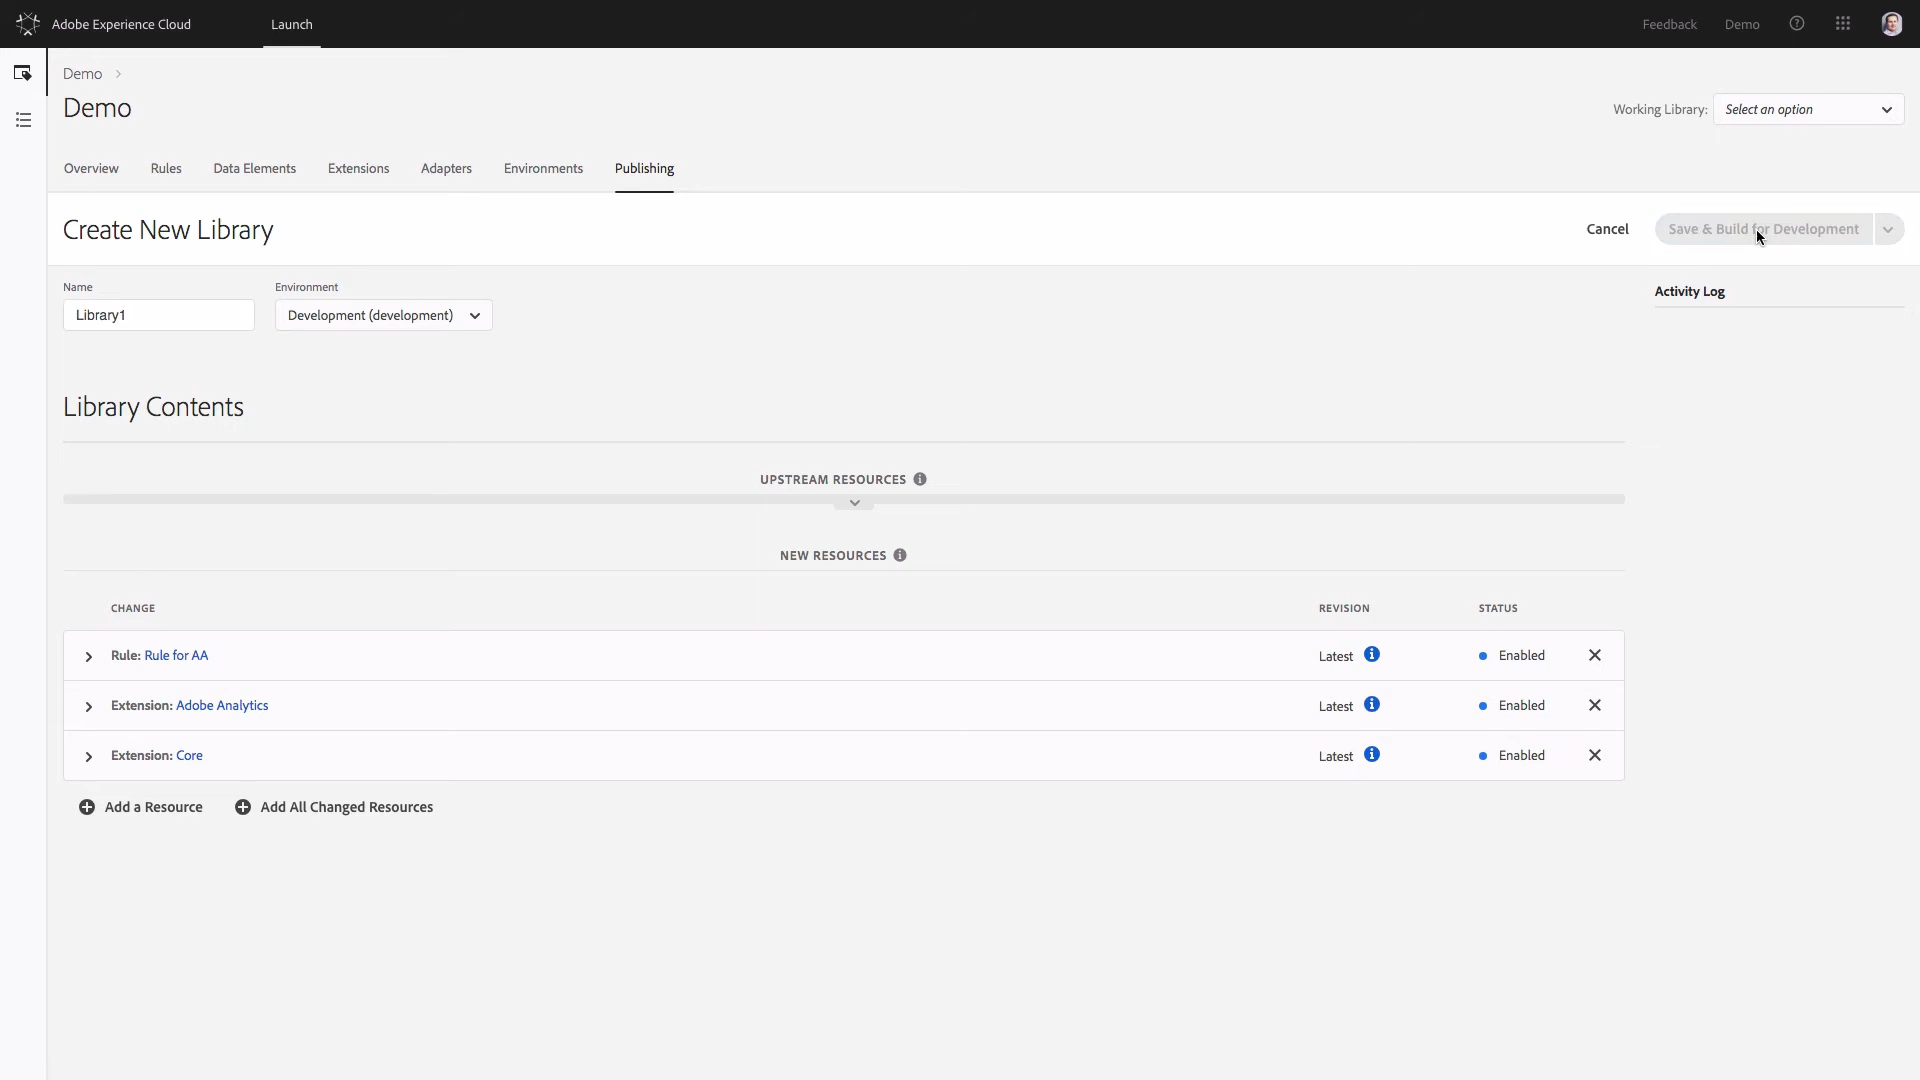 Adobe Experience Cloud Launch Feedback Demo
Demo
Demo
Working Library: Select an option
Overview Rules Data Elements Extensions Adapters Environments Publishing
Create New Library Cancel Save & Build for Development
Name Environment Activity Log
Library1 Development (development)
Library Contents
UPSTREAM RESOURCES
NEW RESOURCES
CHANGE REVISION STATUS
Rule: Rule for AA Latest Enabled
Extension: Adobe Analytics Latest Enabled
Extension: Core Latest Enabled
Add a Resource Add All Changed Resources